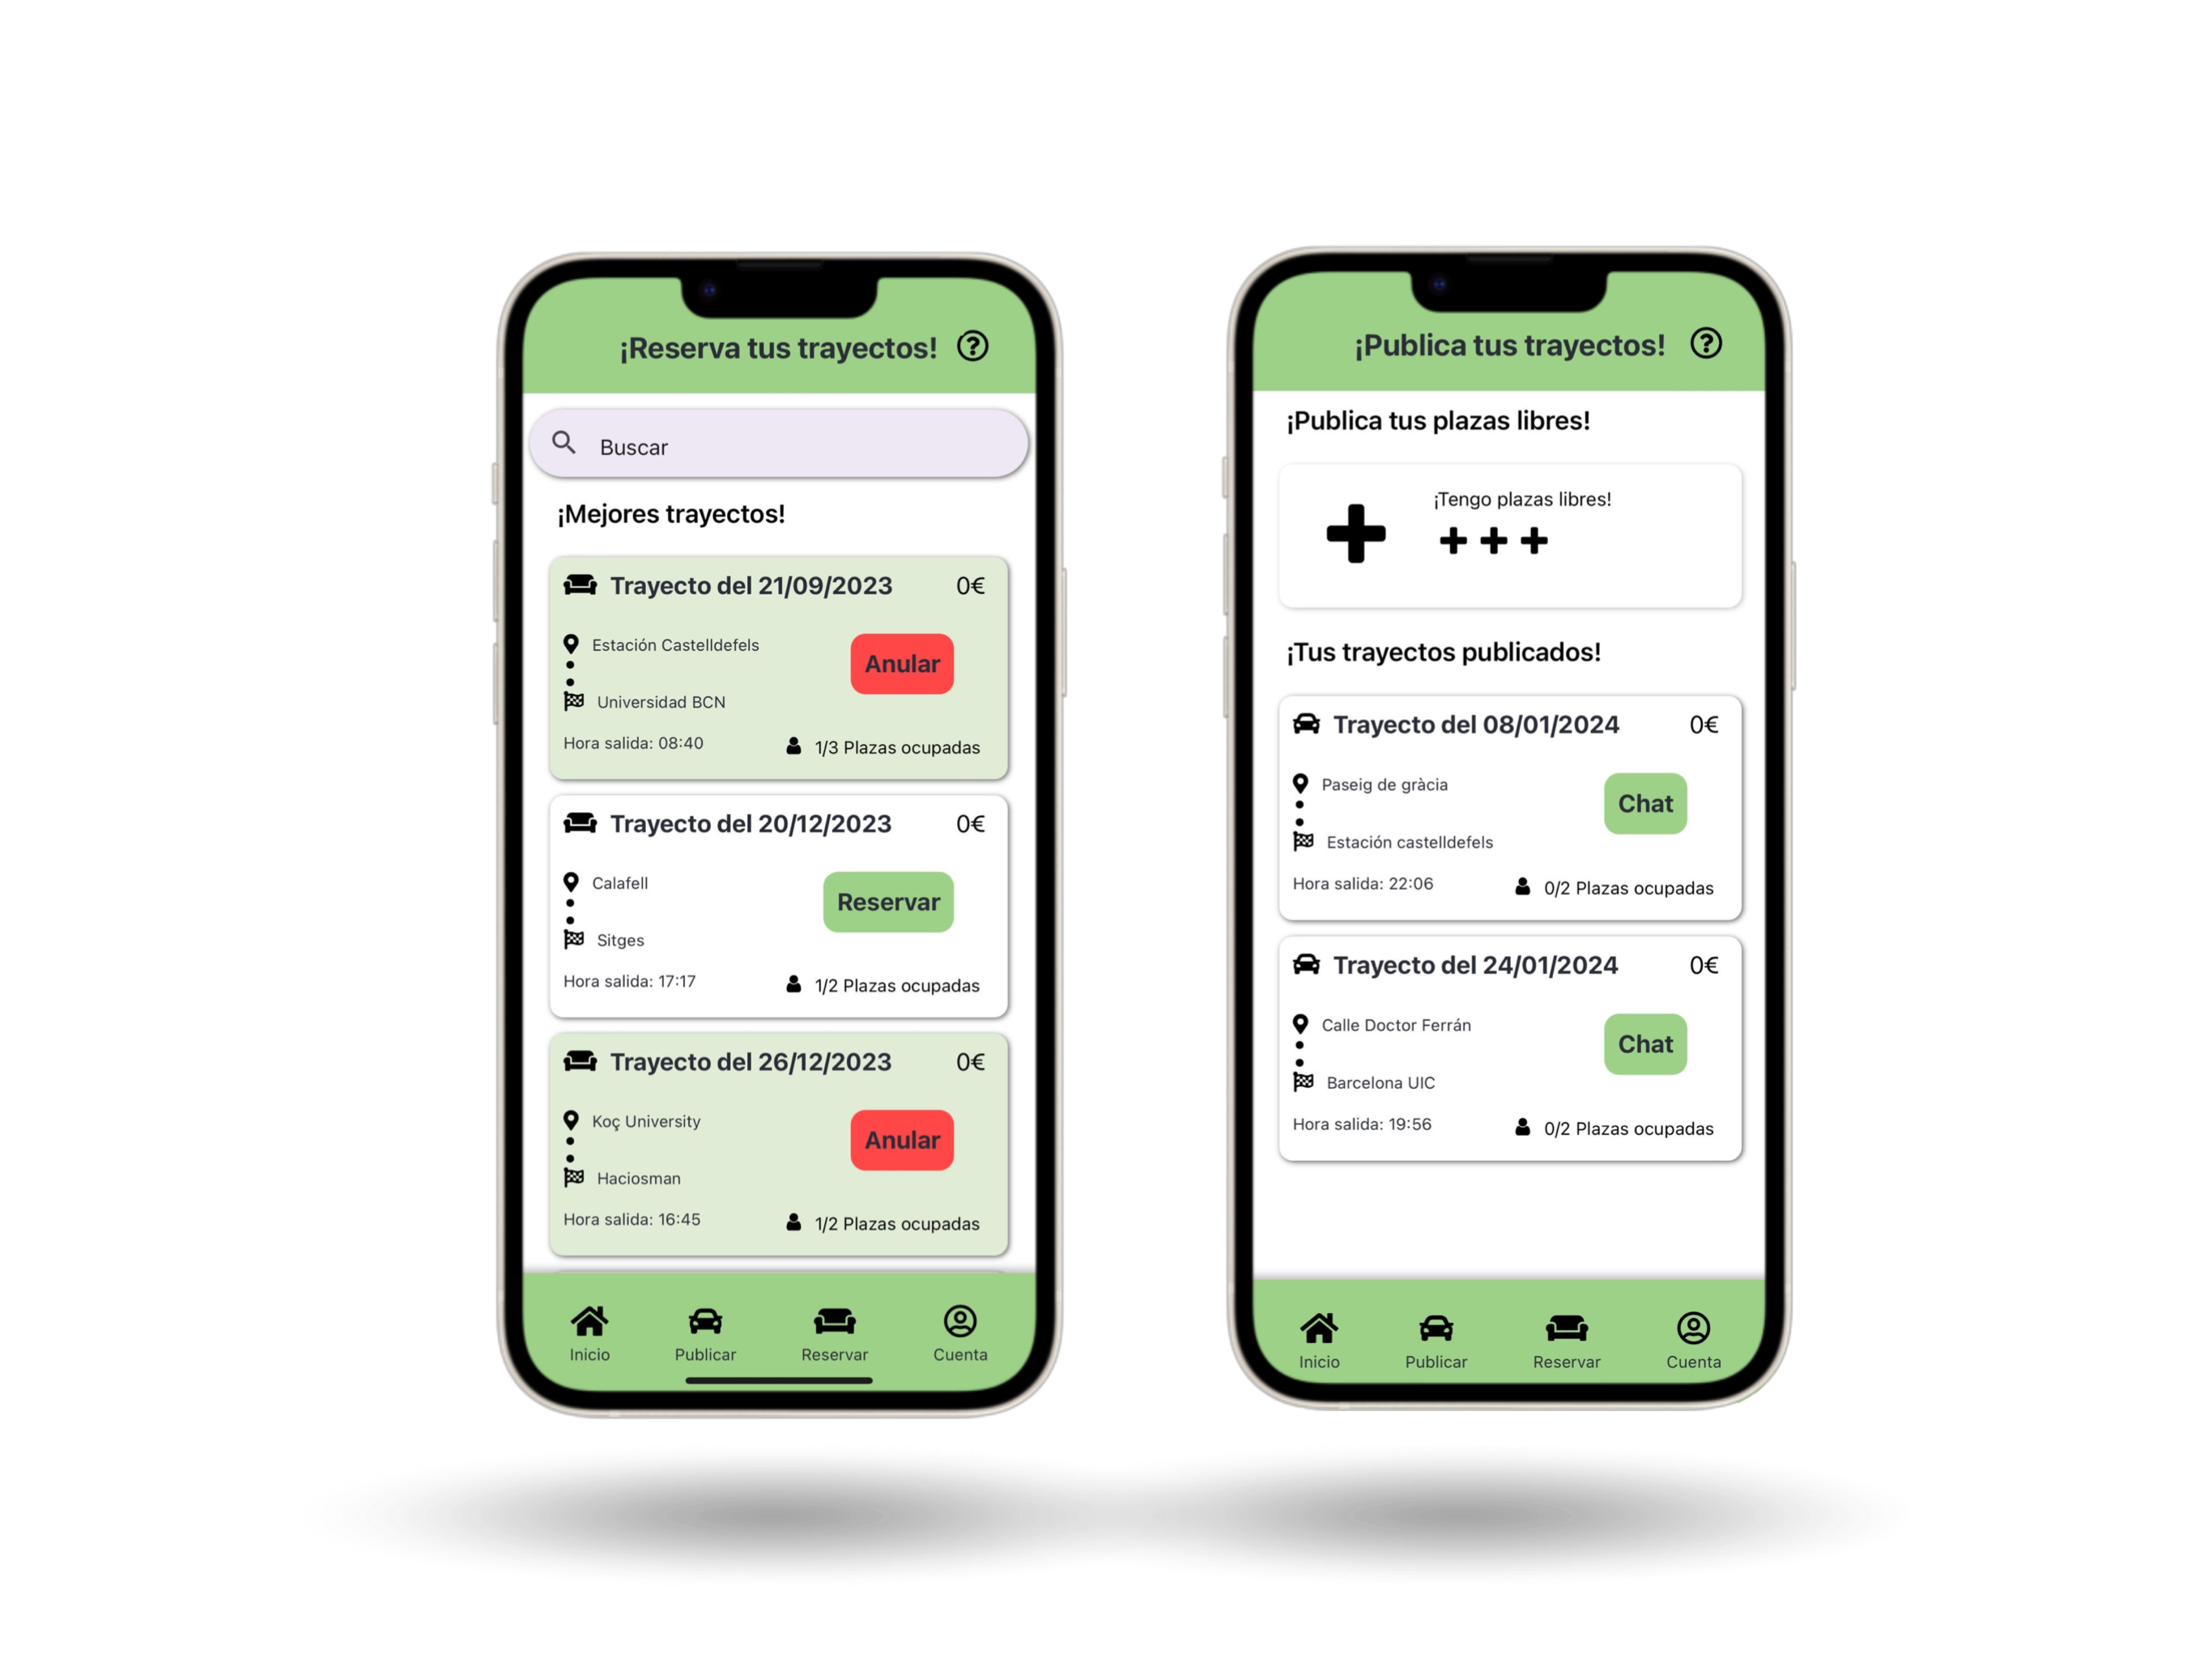 ¡Reserva tus trayectos!
Buscar
¡Mejores trayectos!
Trayecto del 21/09/2023 0€
Estación Castelldefels
Anular
Universidad BCN
Hora salida: 08:40 1/3 Plazas ocupadas
Trayecto del 20/12/2023 0€
Calafell
Reservar
Sitges
Hora salida: 17:17 1/2 Plazas ocupadas
Trayecto del 26/12/2023 0€
Koç University
Anular
Haciosman
Hora salida: 16:45 1/2 Plazas ocupadas
Inicio Publicar Reservar Cuenta
¡Publica tus trayectos!
¡Publica tus plazas libres!
¡Tengo plazas libres!
¡Tus trayectos publicados!
Trayecto del 08/01/2024 0€
Paseig de gràcia
Chat
Estación castelldefels
Hora salida: 22:06 0/2 Plazas ocupadas
Trayecto del 24/01/2024 0€
Calle Doctor Ferrán
Chat
Barcelona UIC
Hora salida: 19:56 0/2 Plazas ocupadas
Inicio Publicar Reservar Cuenta